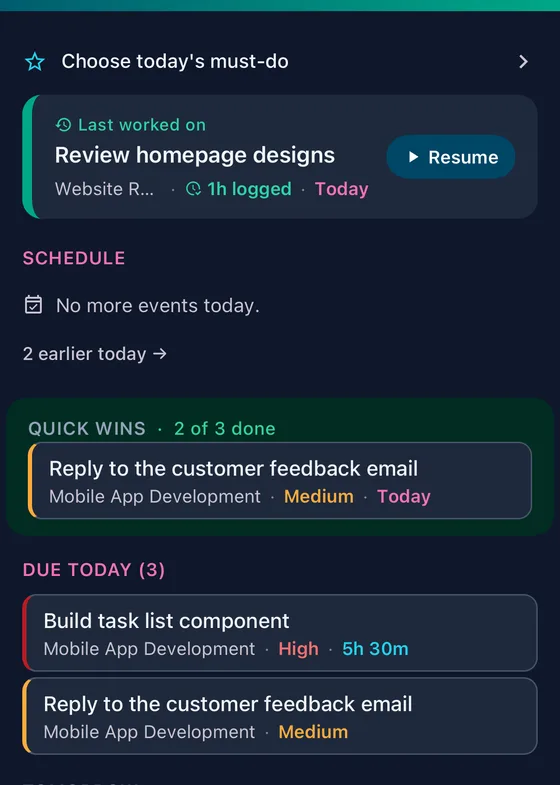 Choose today's must-do
Last worked on
Review homepage designs
Resume
Website R... · 1h logged · Today
SCHEDULE
No more events today.
2 earlier today →
QUICK WINS · 2 of 3 done
Reply to the customer feedback email
Mobile App Development · Medium · Today
DUE TODAY (3)
Build task list component
Mobile App Development · High · 5h 30m
Reply to the customer feedback email
Mobile App Development · Medium